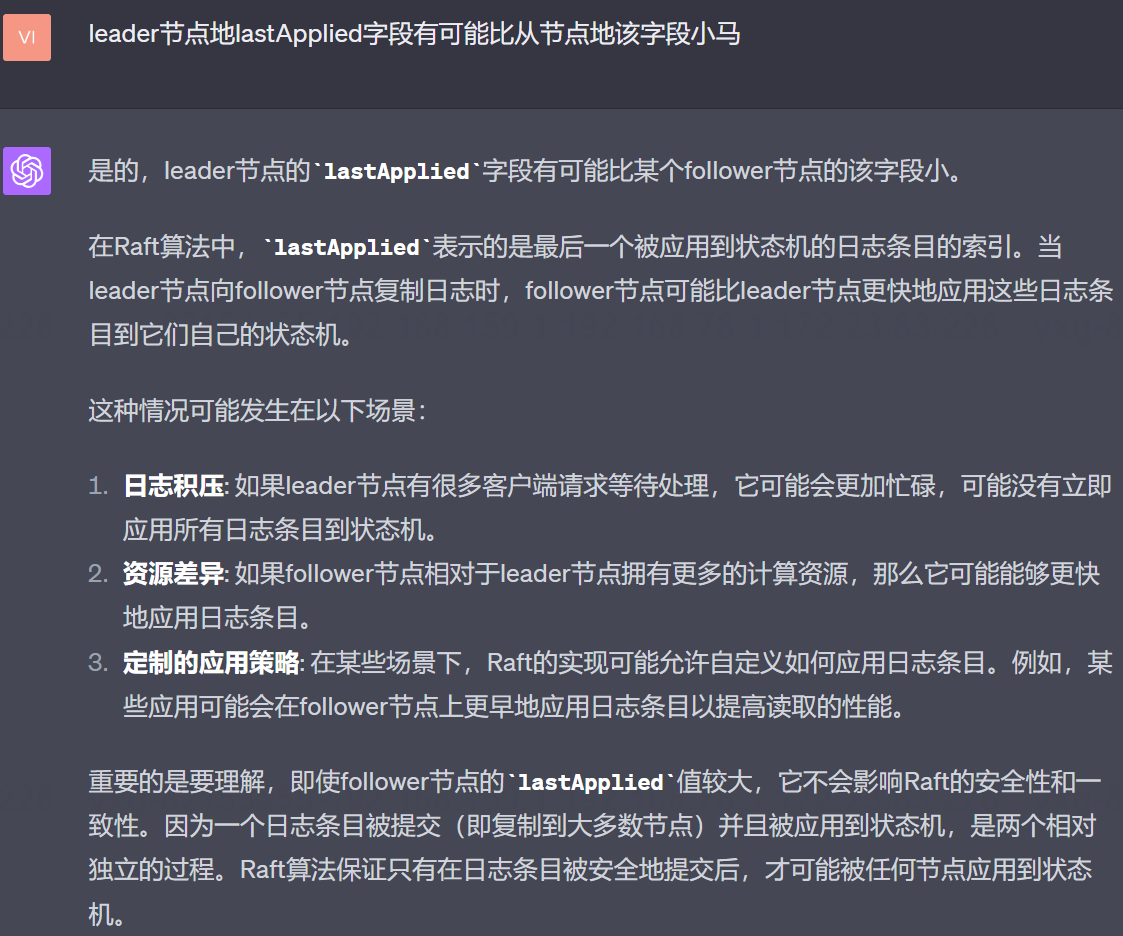 VI
leader节点地lastApplied字段有可能比从节点地该字段小马
是的，leader节点的`lastApplied`字段有可能比某个follower节点的该字段小。
在Raft算法中，`lastApplied`表示的是最后一个被应用到状态机的日志条目的索引。当
leader节点向follower节点复制日志时，follower节点可能比leader节点更快地应用这些日志条
目到它们自己的状态机。
这种情况可能发生在以下场景：
1. 日志积压: 如果leader节点有很多客户端请求等待处理，它可能会更加忙碌，可能没有立即
应用所有日志条目到状态机。
2. 资源差异: 如果follower节点相对于leader节点拥有更多的计算资源，那么它可能能够更快
地应用日志条目。
3. 定制的应用策略: 在某些场景下，Raft的实现可能允许自定义如何应用日志条目。例如，某
些应用可能会在follower节点上更早地应用日志条目以提高读取的性能。
重要的是要理解，即使follower节点的`lastApplied`值较大，它不会影响Raft的安全性和一
致性。因为一个日志条目被提交（即复制到大多数节点）并且被应用到状态机，是两个相对
独立的过程。Raft算法保证只有在日志条目被安全地提交后，才可能被任何节点应用到状态
机。